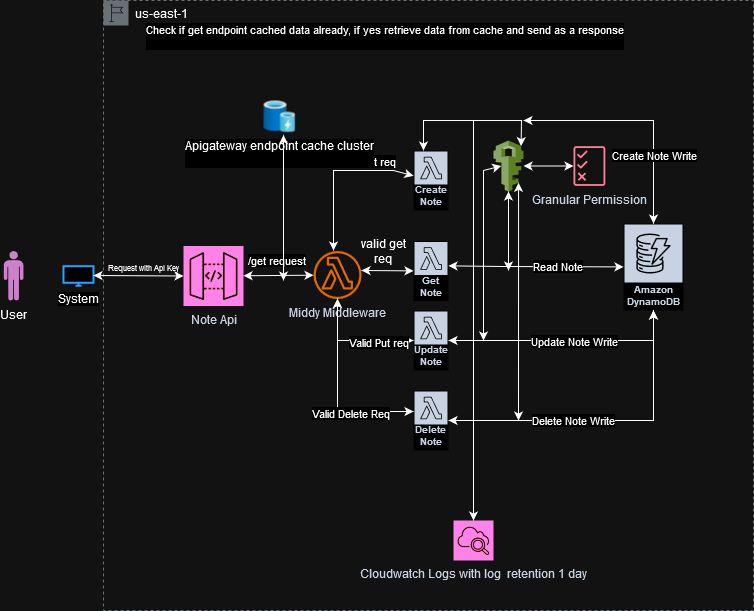 us-east-1
Check if get endpoint cached data already, if yes retrieve data from cache and send as a response
Apigateway endpoint cache cluster
t req
Create
Note
Granular Permission
Create Note Write
/get request
valid get
req
Get
Note
Read Note
Amazon
DynamoDB
Request with Api Key
System
User
Note Api
Middy Middleware
Valid Put req
Update
Note
Update Note Write
Valid Delete Req
Delete
Note
Delete Note Write
Cloudwatch Logs with log retention 1 day